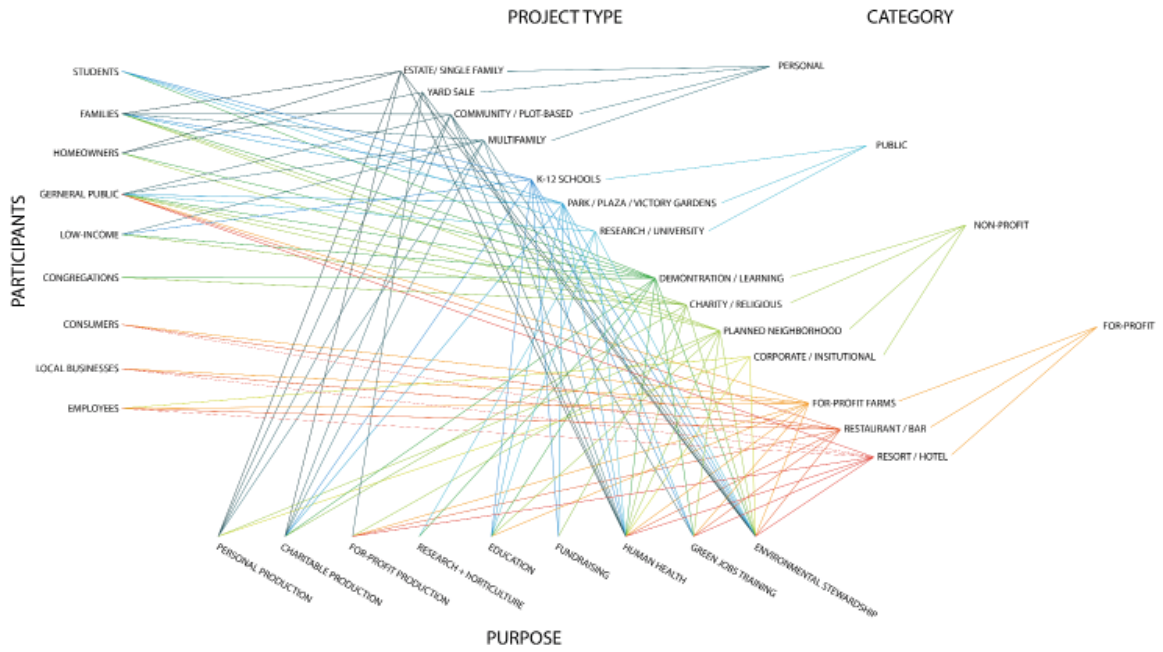 PROJECT TYPE
CATEGORY
PARTICIPANTS
STUDENTS
FAMILIES
HOMEOWNERS
GERNERAL PUBLIC
LOW-INCOME
CONGREGATIONS
CONSUMERS
LOCAL BUSINESSES
EMPLOYEES
ESTATE/ SINGLE FAMILY
YARD SALE
COMMUNITY / PLOT-BASED
MULTIFAMILY
K-12 SCHOOLS
PARK / PLAZA / VICTORY GARDENS
RESEARCH / UNIVERSITY
DEMONTRATION / LEARNING
CHARITY / RELIGIOUS
PLANNED NEIGHBORHOOD
CORPORATE / INSITUTIONAL
FOR-PROFIT FARMS
RESTAURANT / BAR
RESORT / HOTEL
PERSONAL
PUBLIC
NON-PROFIT
FOR-PROFIT
PERSONAL PRODUCTION
CHARITABLE PRODUCTION
FOR-PROFIT PRODUCTION
RESEARCH + hORTICULTURE
EDUCATION
FUNDRAISING
HUMAN HEALTH
GREEN JOBS TRAINING
ENVIRONMENTAL STEWARDSHIP
PURPOSE